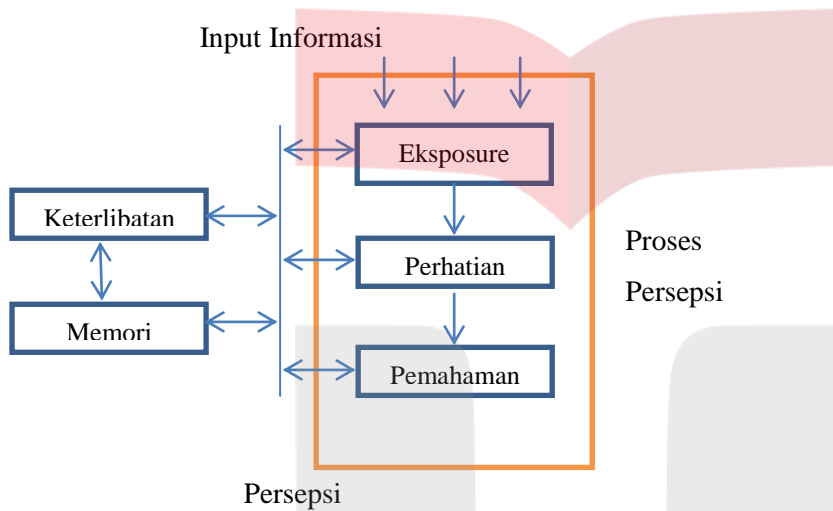 Input Informasi
Eksposure
Keterlibatan
Perhatian
Proses
Persepsi
Memori
Pemahaman
Persepsi